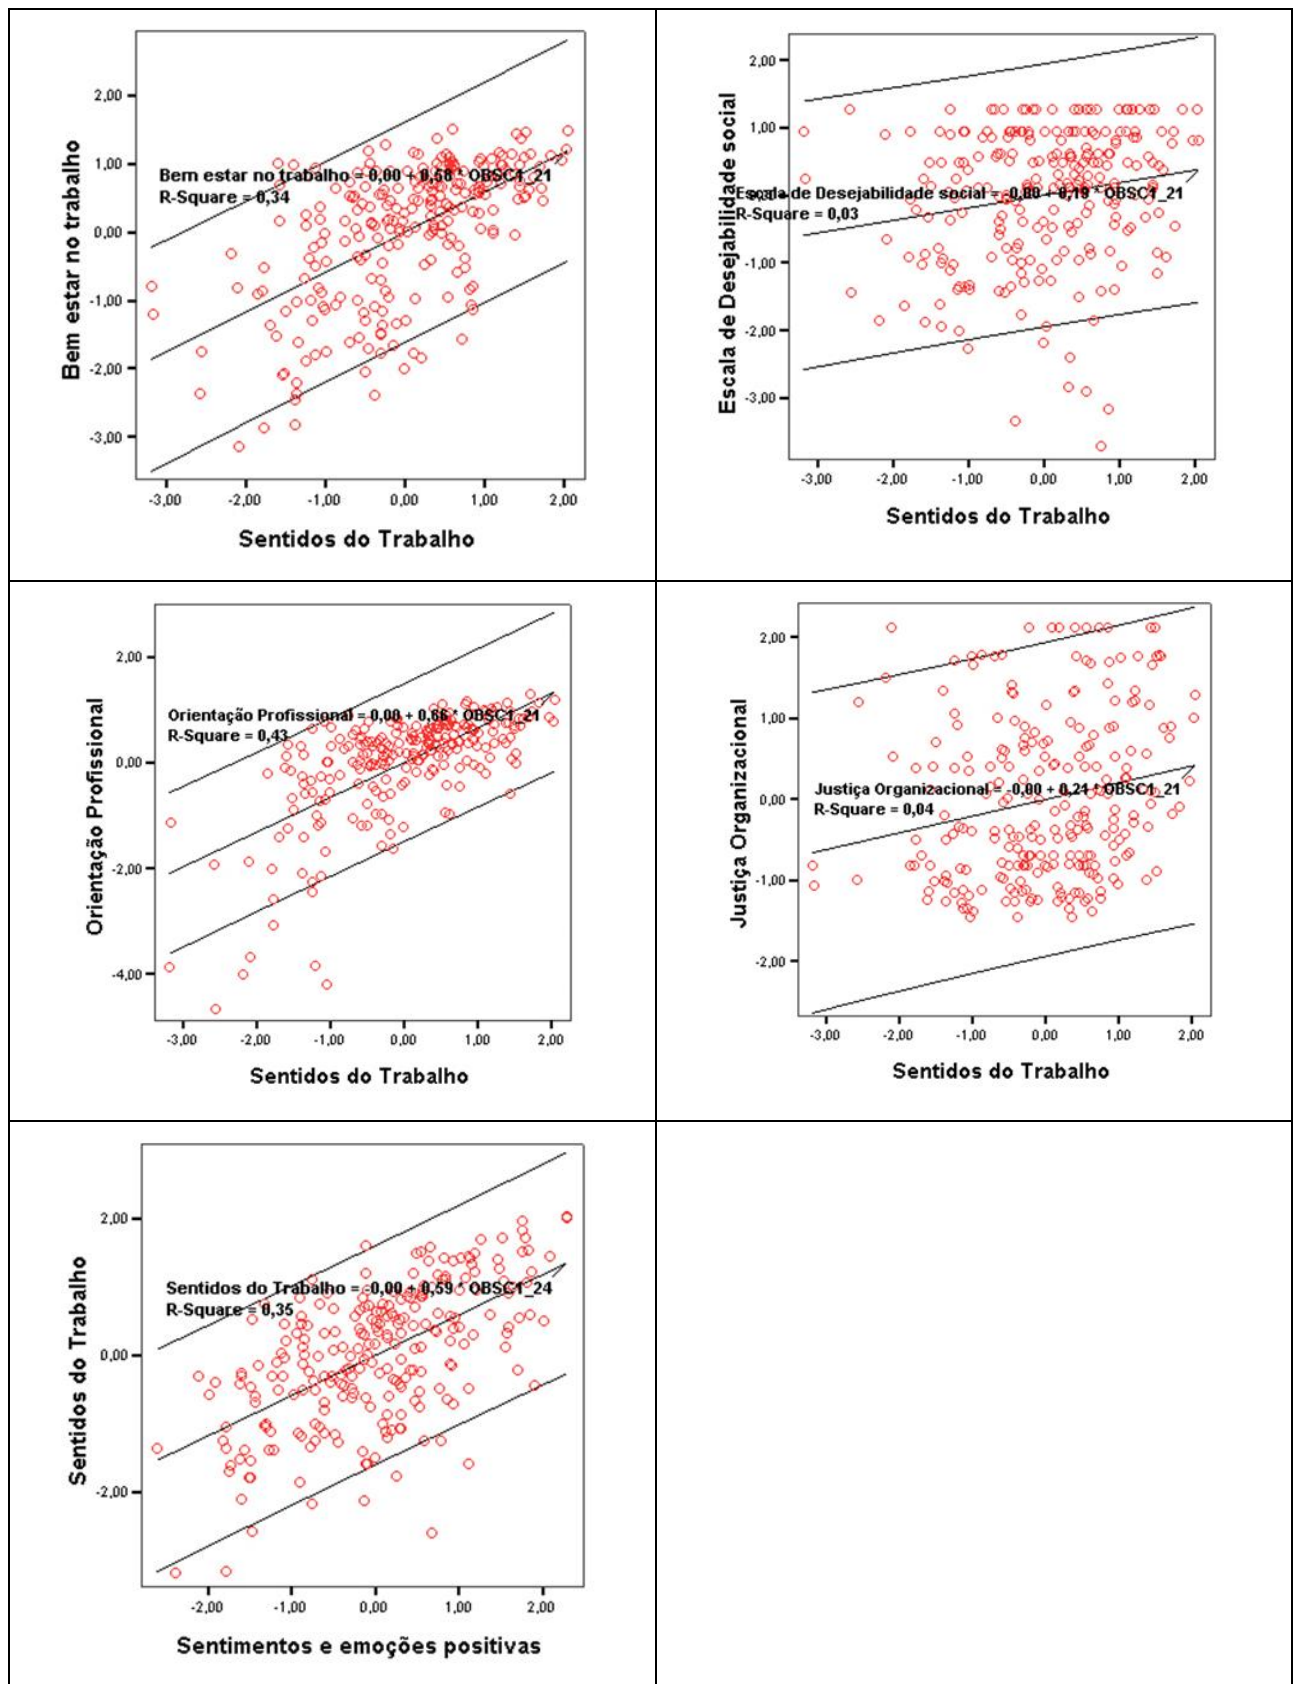 Bem estar no trabalho
2,00
1,00
0,00
-1,00
-2,00
-3,00
Bem estar no trabalho = 0,00 + 0,58 * OBSC1_21
R-Square = 0,34
-3,00 -2,00 -1,00 0,00 1,00 2,00
Sentidos do Trabalho
Escala de Desejabilidade social
2,00
1,00
-1,00
-2,00
-3,00
Escala de Desejabilidade social = -0,00 + 0,19 * OBSC1_21
R-Square = 0,03
-3,00 -2,00 -1,00 0,00 1,00 2,00
Sentidos do Trabalho
Orientação Profissional
2,00
0,00
-2,00
-4,00
Orientação Profissional = 0,00 + 0,66 * OBSC1_21
R-Square = 0,43
-3,00 -2,00 -1,00 0,00 1,00 2,00
Sentidos do Trabalho
Justiça Organizacional
2,00
1,00
0,00
-1,00
-2,00
Justiça Organizacional = -0,00 + 0,21 * OBSC1_21
R-Square = 0,04
-3,00 -2,00 -1,00 0,00 1,00 2,00
Sentidos do Trabalho
Sentidos do Trabalho
2,00
0,00
-2,00
Sentidos do Trabalho = -0,00 + 0,59 * OBSC1_24
R-Square = 0,35
-2,00 -1,00 0,00 1,00 2,00
Sentimentos e emoções positivas